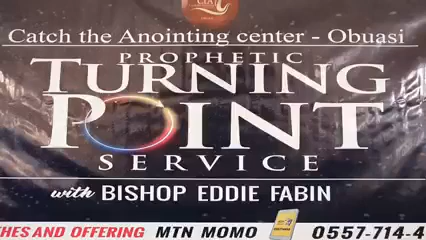 Catch the Anointing center - Obuasi
PROPHETIC
TURNING
POINT
SERVICE
with BISHOP EDDIE FABIN
HES AND OFFERING MTN MOMO 0557-714-4